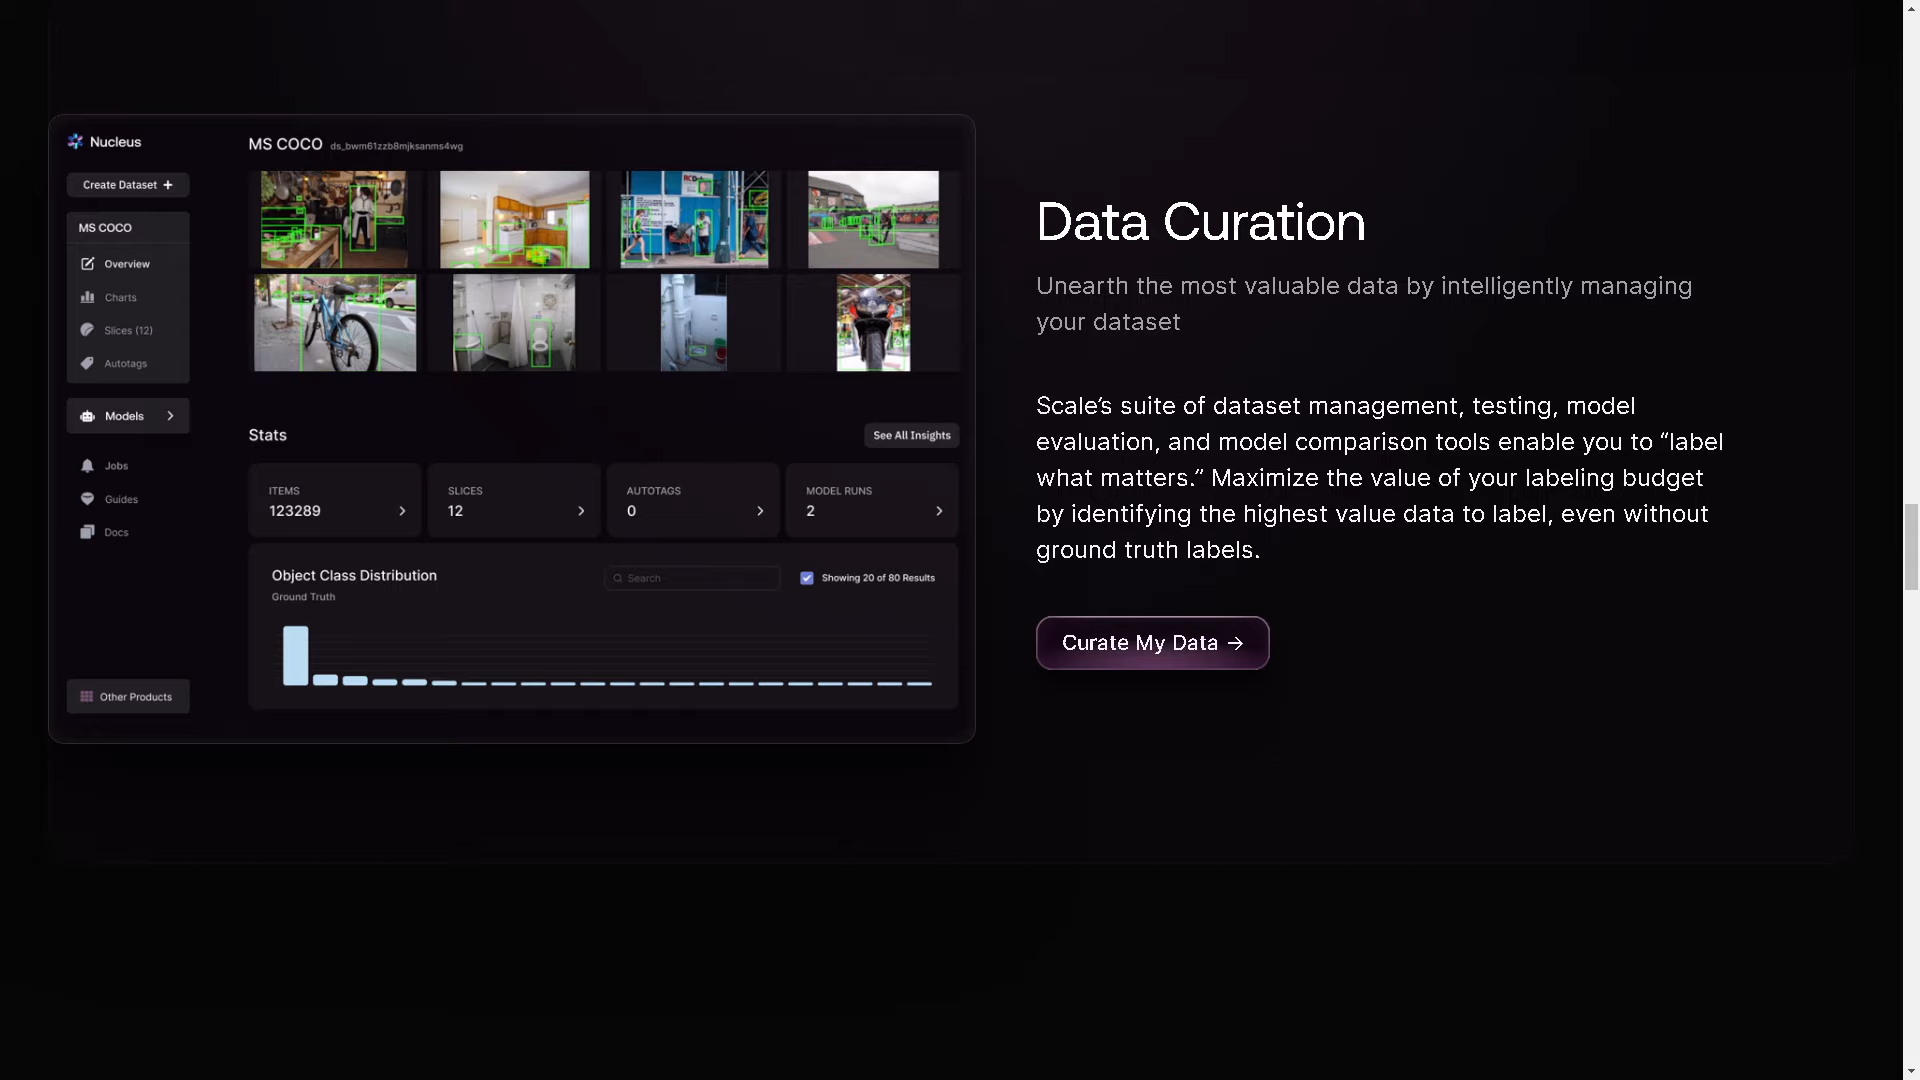 Nucleus
Create Dataset +
MS COCO
Overview
Charts
Slices (12)
Autotags
Models
Jobs
Guides
Docs
Other Products
MS COCO ds_bwm61zzb8mjksanms4wg
Stats
See All Insights
ITEMS
123289
SLICES
12
AUTOTAGS
0
MODEL RUNS
2
Object Class Distribution
Ground Truth
Search
Showing 20 of 80 Results
Data Curation
Unearth the most valuable data by intelligently managing
your dataset
Scale’s suite of dataset management, testing, model
evaluation, and model comparison tools enable you to “label
what matters.” Maximize the value of your labeling budget
by identifying the highest value data to label, even without
ground truth labels.
Curate My Data →